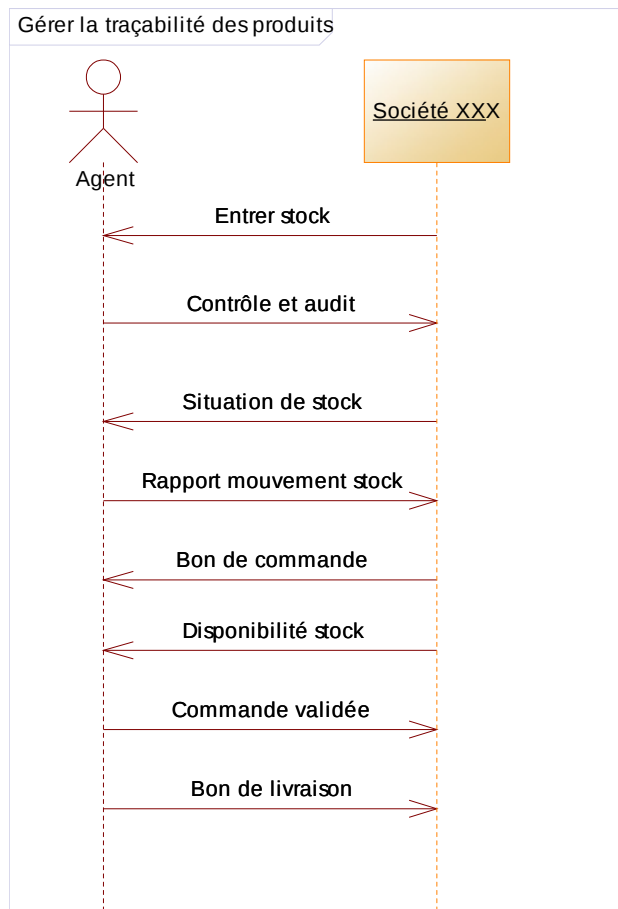 Gérer la traçabilité des produits
Société XXX
Agent
Entrer stock
Contrôle et audit
Situation de stock
Rapport mouvement stock
Bon de commande
Disponibilité stock
Commande validée
Bon de livraison